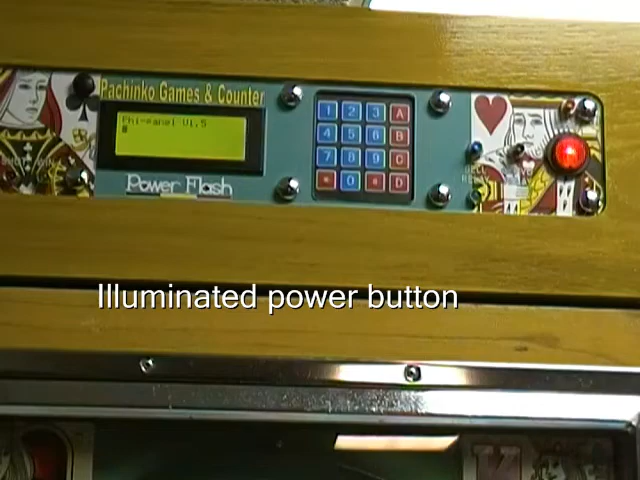 Pachinko Games & Counter
Phi-panel V1.5
Power Flash
1 2 3 A
4 5 6 B
7 8 9 C
* 0 # D
Illuminated power button